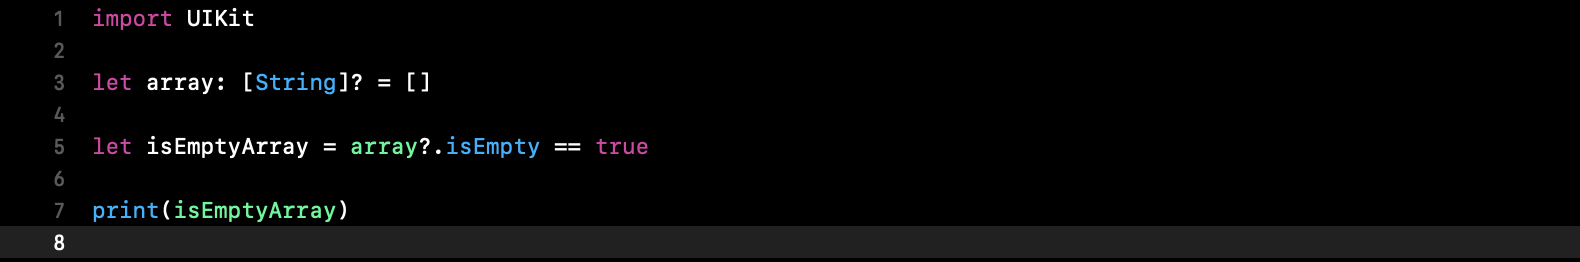 1 import UIKit
2
3 let array: [String]? = []
4
5 let isEmptyArray = array?.isEmpty == true
6
7 print(isEmptyArray)
8